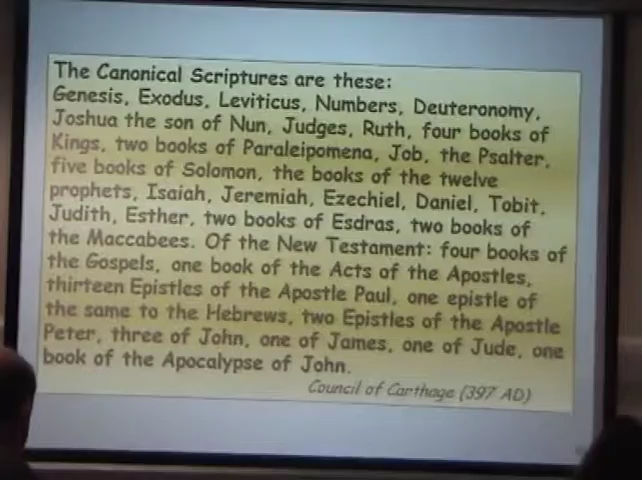 The Canonical Scriptures are these:
Genesis, Exodus, Leviticus, Numbers, Deuteronomy,
Joshua the son of Nun, Judges, Ruth, four books of
Kings, two books of Paraleipomena, Job, the Psalter,
five books of Solomon, the books of the twelve
prophets, Isaiah, Jeremiah, Ezechiel, Daniel, Tobit,
Judith, Esther, two books of Esdras, two books of
the Maccabees. Of the New Testament: four books of
the Gospels, one book of the Acts of the Apostles,
thirteen Epistles of the Apostle Paul, one epistle of
the same to the Hebrews, two Epistles of the Apostle
Peter, three of John, one of James, one of Jude, one
book of the Apocalypse of John.
Council of Carthage (397 AD)